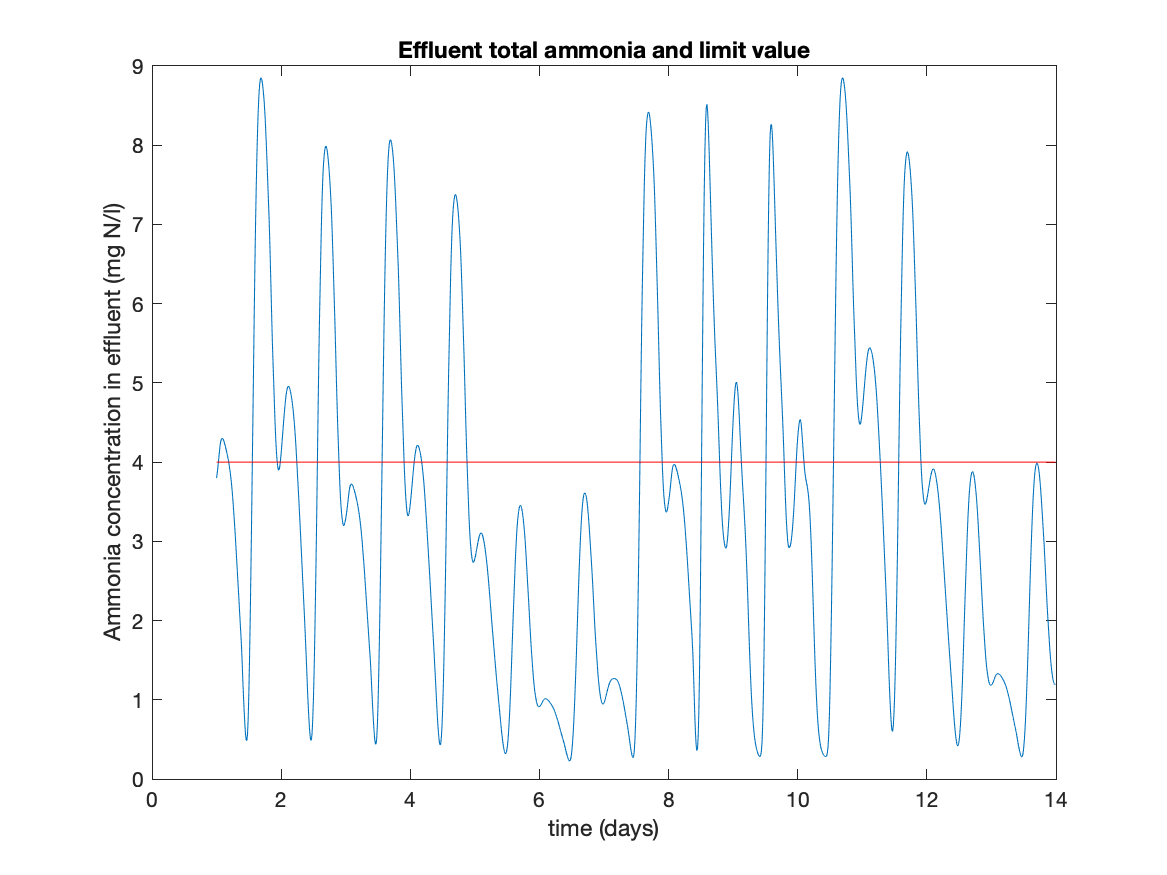 Effluent total ammonia and limit value
Ammonia concentration in effluent (mg N/l)
9
8
7
6
5
4
3
2
1
0
0 2 4 6 8 10 12 14
time (days)